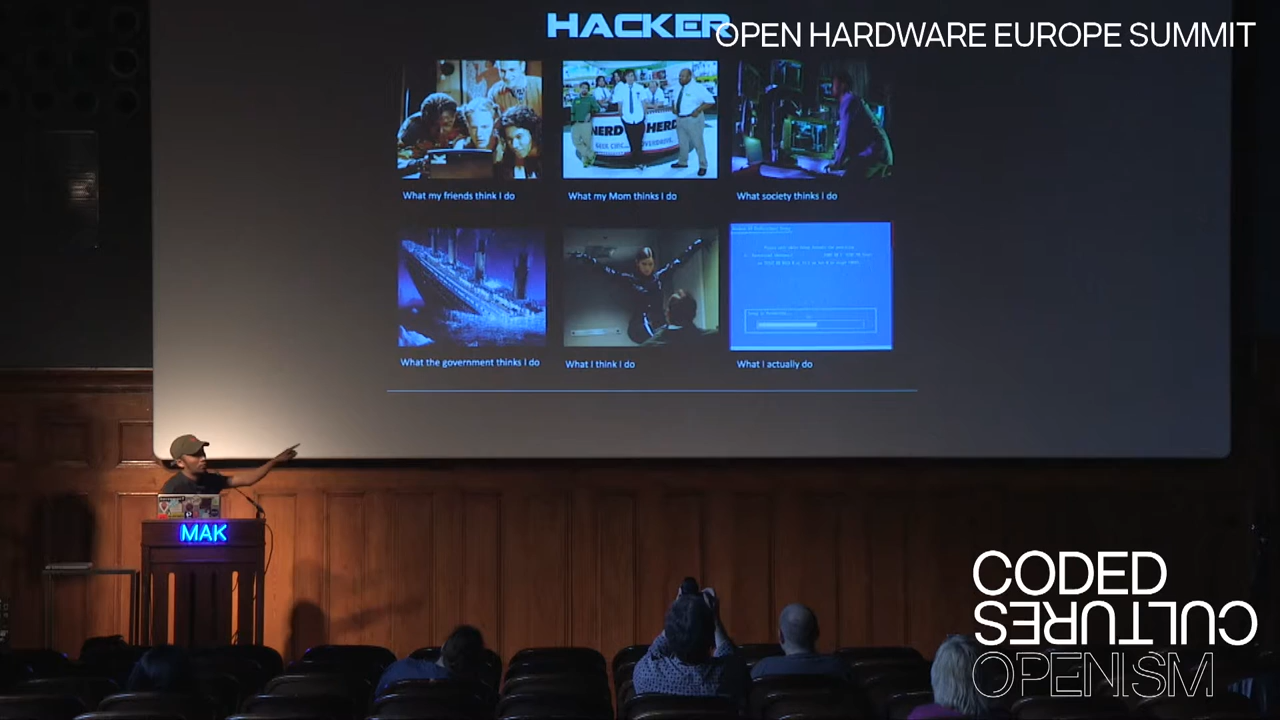 HACKER
OPEN HARDWARE EUROPE SUMMIT
NERD HERD
What my friends think I do
What my Mom thinks I do
What society thinks I do
What the government thinks I do
What I think I do
What I actually do
MAK
CODED
CULTURES
OPENISM